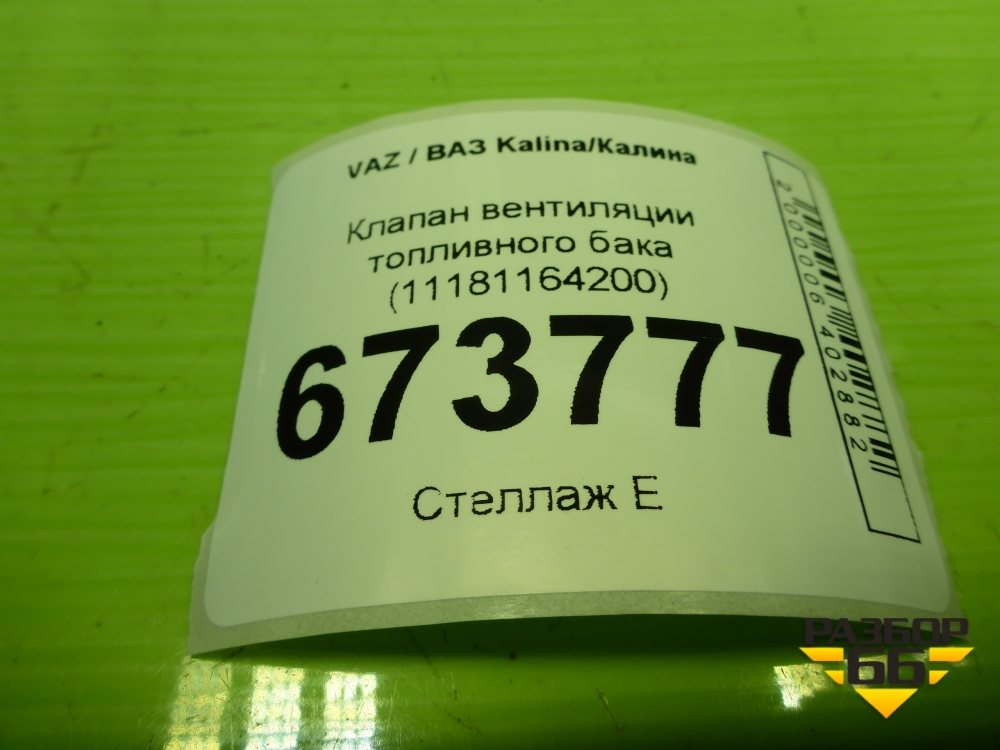 VAZ / ВАЗ Kalina/Калина
Клапан вентиляции
топливного бака
(11181164200)
673777
Стеллаж Е
2000006402882
РАЗБОР
66